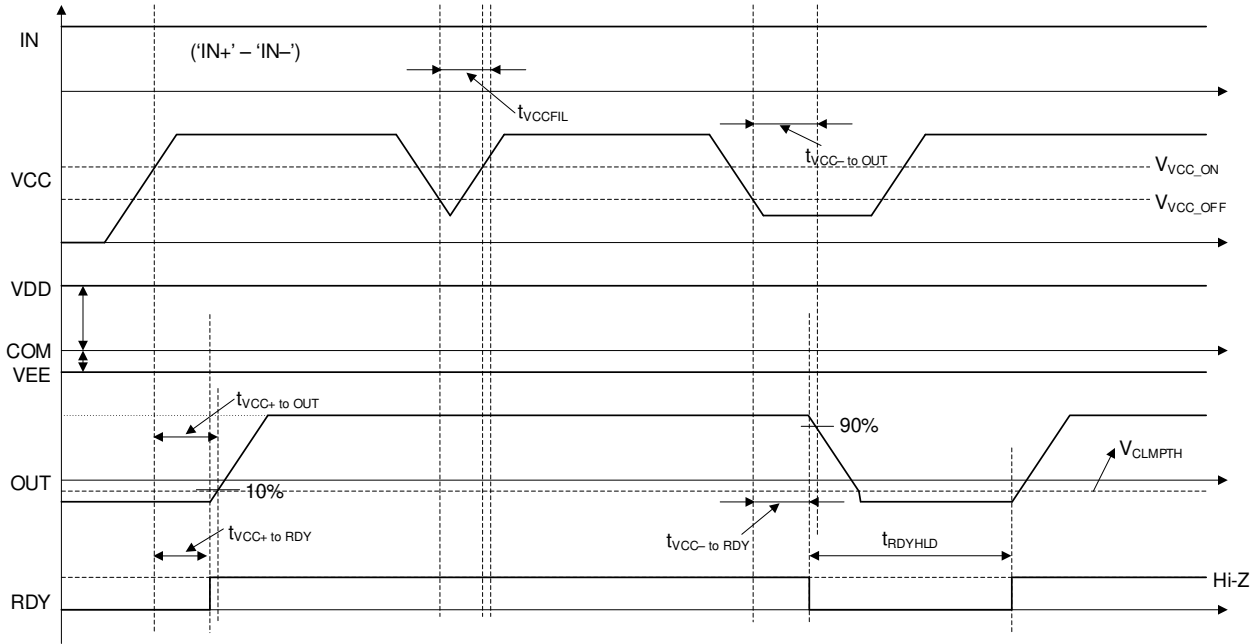 IN
('IN+' – 'IN–')
tVCCFIL
tVCC– to OUT
VCC
VVCC_ON
VVCC_OFF
VDD
COM
VEE
tVCC+ to OUT
90%
VCLMPTH
OUT
10%
tVCC+ to RDY
tVCC– to RDY
tRDYHLD
Hi-Z
RDY